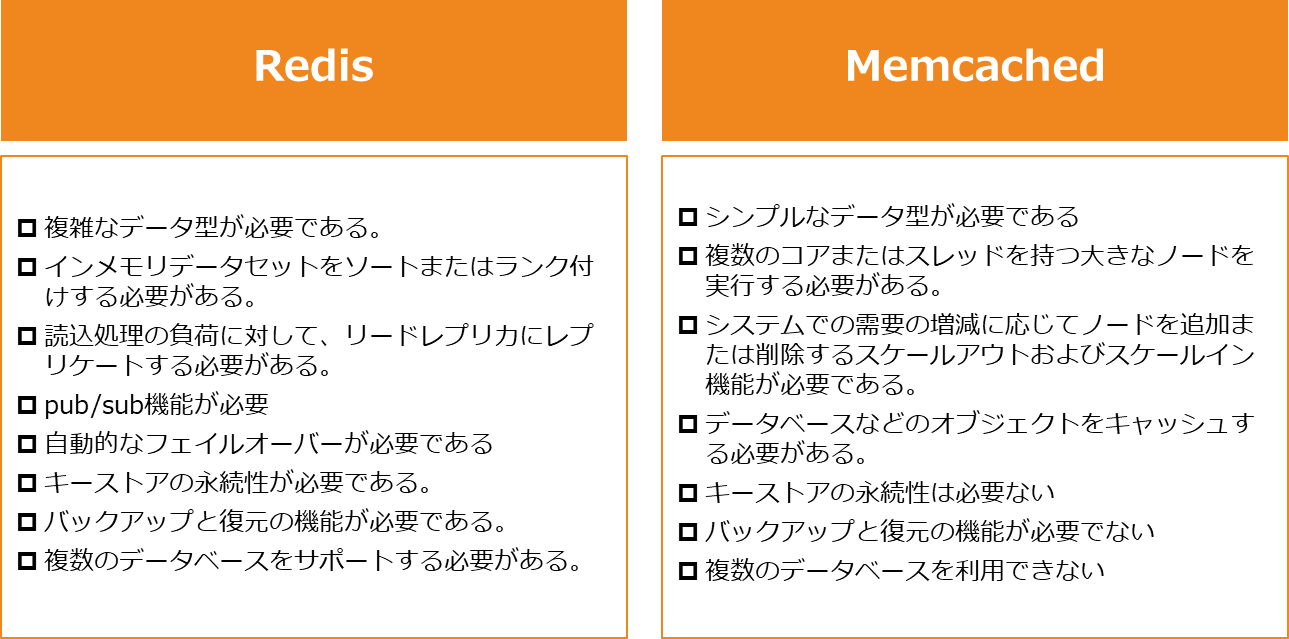 Redis
複雑なデータ型が必要である。
インメモリデータセットをソートまたはランク付
けする必要がある。
読込処理の負荷に対して、リードレプリカにレプ
リケートする必要がある。
pub/sub機能が必要
自動的なフェイルオーバーが必要である
キーストアの永続性が必要である。
バックアップと復元の機能が必要である。
複数のデータベースをサポートする必要がある。
Memcached
シンプルなデータ型が必要である
複数のコアまたはスレッドを持つ大きなノードを
実行する必要がある。
システムでの需要の増減に応じてノードを追加ま
たは削除するスケールアウトおよびスケールイン
機能が必要である。
データベースなどのオブジェクトをキャッシュす
る必要がある。
キーストアの永続性は必要ない
バックアップと復元の機能が必要でない
複数のデータベースを利用できない